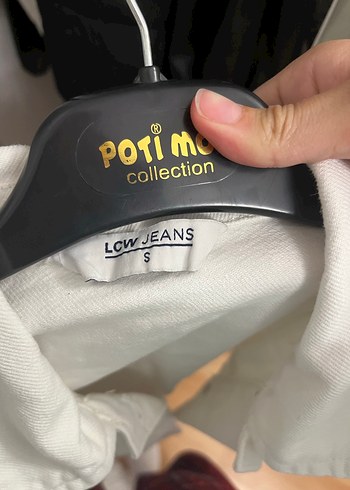 ®
POTİ MO
collection
LCW JEANS
S